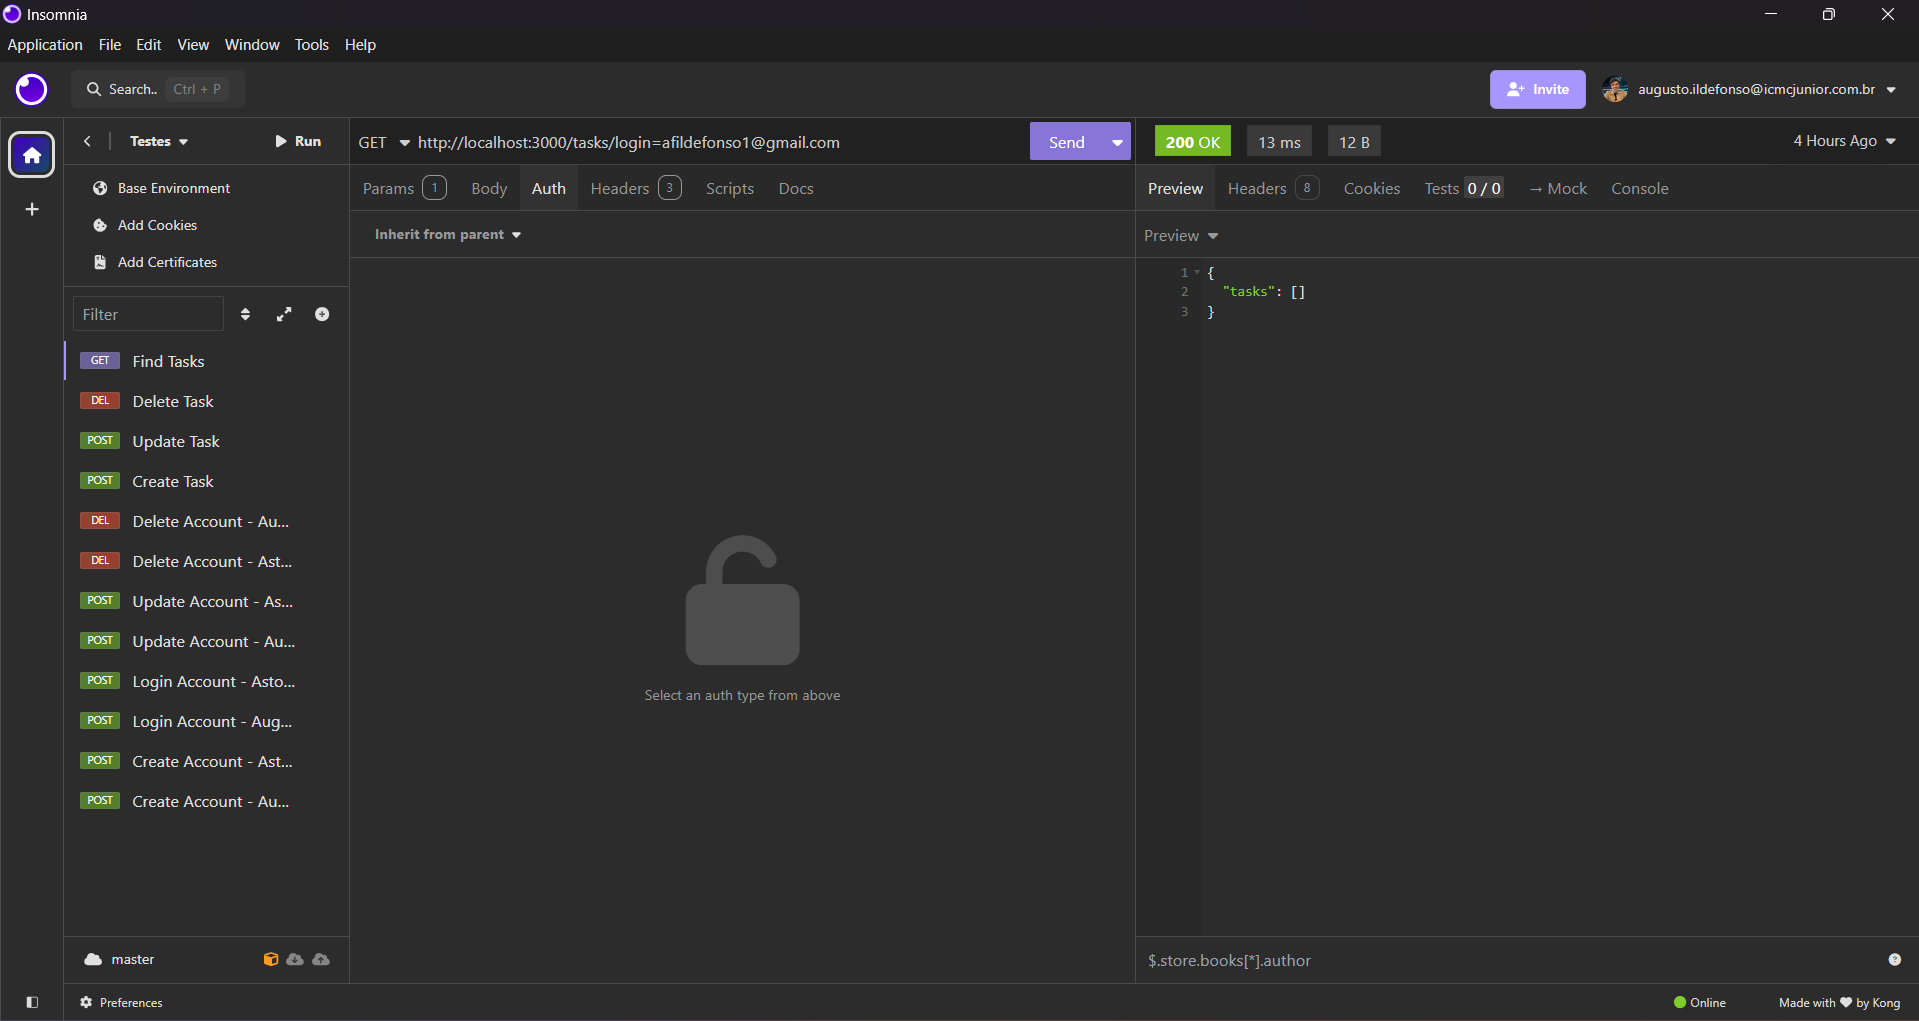 Insomnia
Application File Edit View Window Tools Help
Search.. Ctrl + P
Invite
augusto.ildefonso@icmcjunior.com.br
Testes
Run
GET http://localhost:3000/tasks/login=afildefonso1@gmail.com
Send
200 OK
13 ms
12 B
4 Hours Ago
Base Environment
Add Cookies
Add Certificates
Filter
GET Find Tasks
DEL Delete Task
POST Update Task
POST Create Task
DEL Delete Account - Au...
DEL Delete Account - Ast...
POST Update Account - As...
POST Update Account - Au...
POST Login Account - Asto...
POST Login Account - Aug...
POST Create Account - Ast...
POST Create Account - Au...
master
Params 1 Body Auth Headers 3 Scripts Docs
Inherit from parent
Select an auth type from above
Preview Headers 8 Cookies Tests 0 / 0 → Mock Console
Preview
1 {
2 "tasks": []
3 }
$.store.books[*].author
Preferences
Online
Made with ♥ by Kong